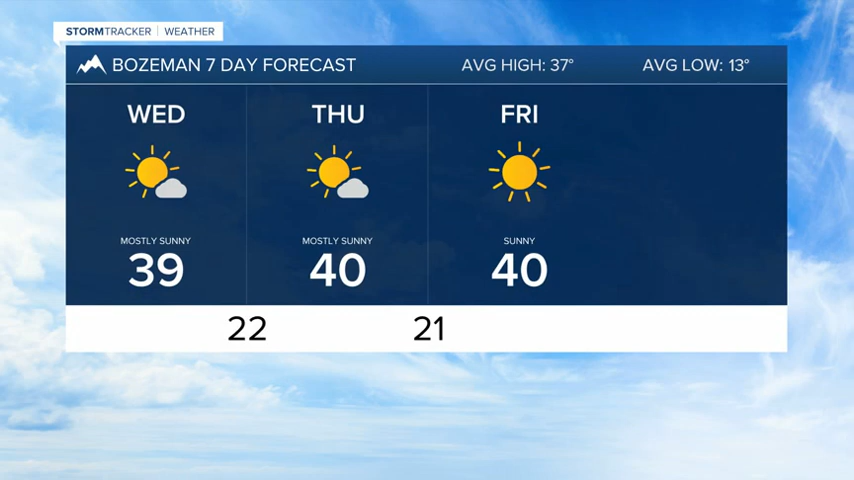 STORMTRACKER | WEATHER
BOZEMAN 7 DAY FORECAST AVG HIGH: 37° AVG LOW: 13°
WED THU FRI
MOSTLY SUNNY MOSTLY SUNNY SUNNY
39 40 40
22 21